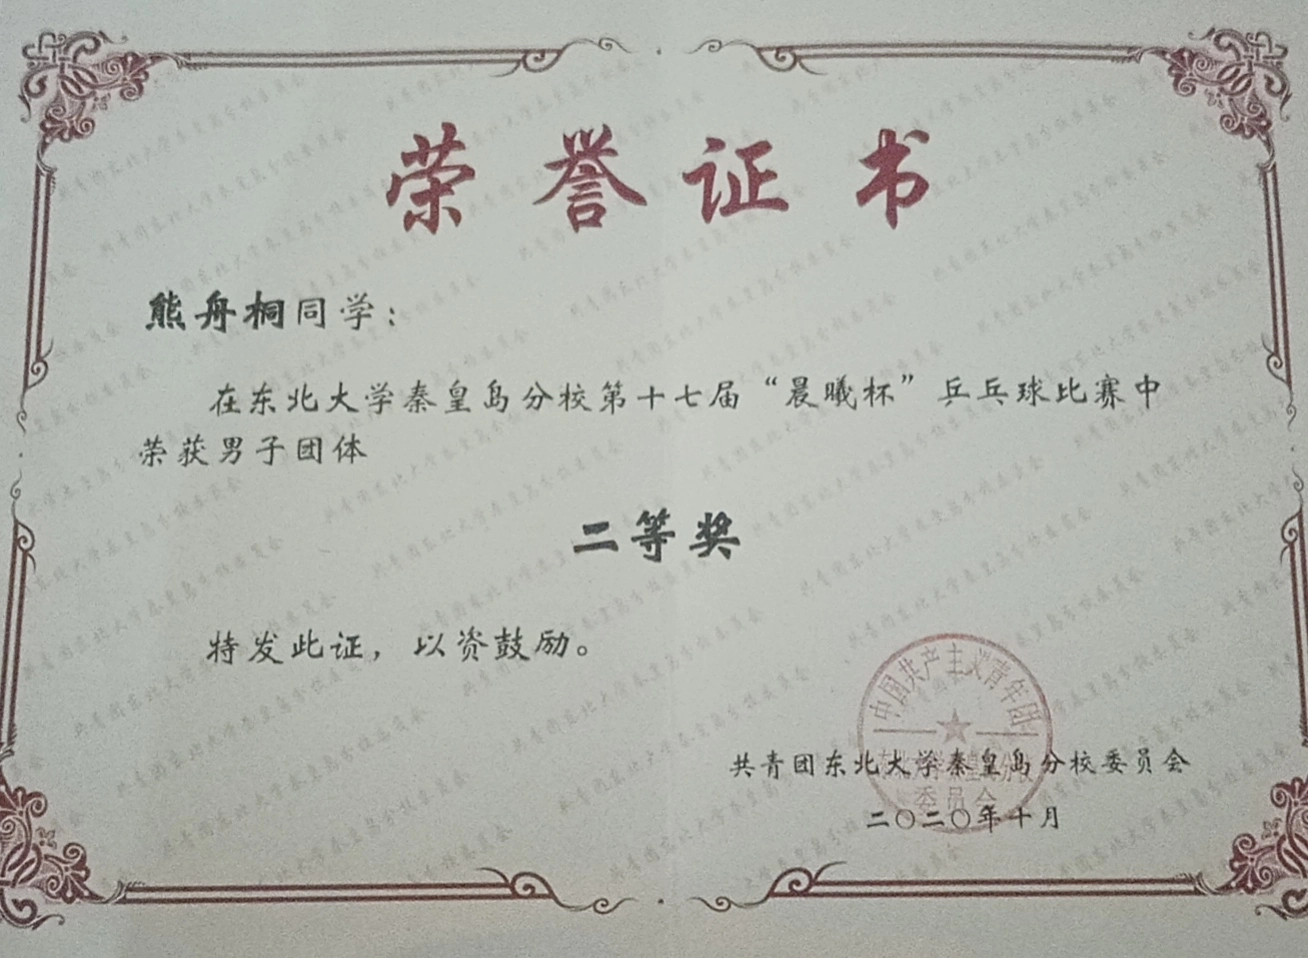 荣誉证书
熊舟桐同学：
在东北大学秦皇岛分校第十七届“晨曦杯”乒乓球比赛中
荣获男子团体
二等奖
特发此证，以资鼓励。
中国共产主义青年团
共青团东北大学秦皇岛分校委员会
委员会
二〇二〇年十月